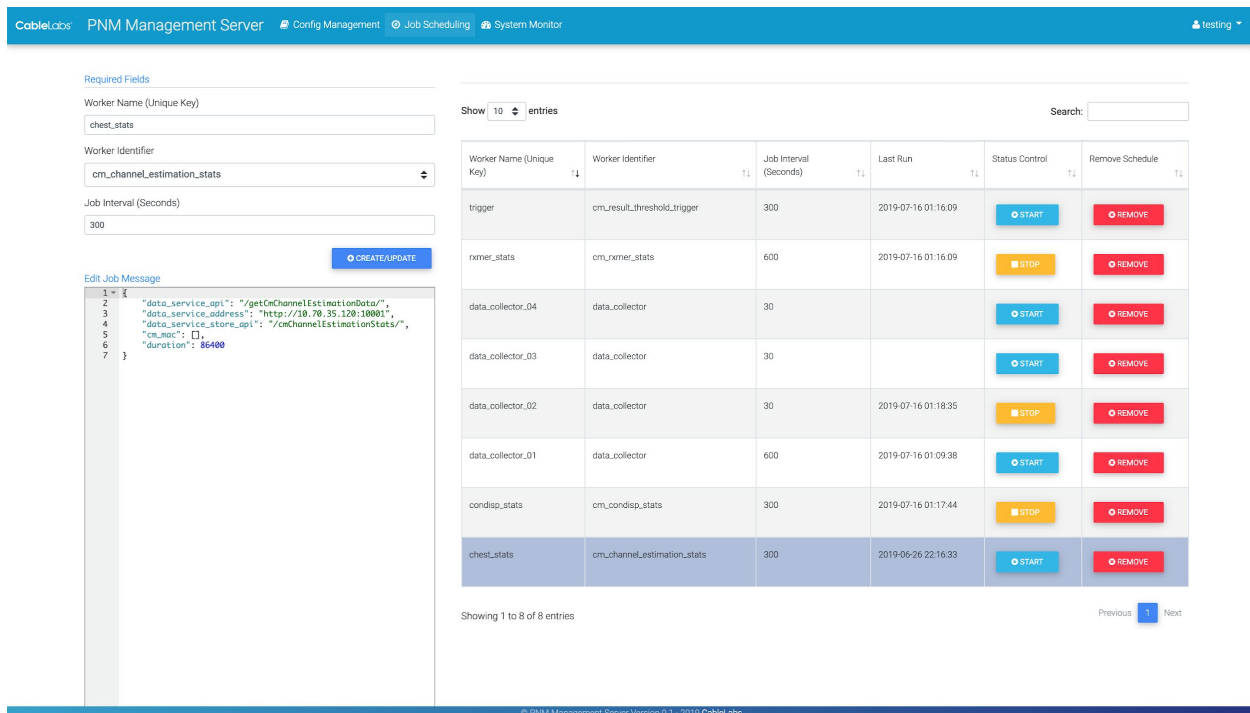 CableLabs PNM Management Server Config Management Job Scheduling System Monitor testing
Required Fields
Worker Name (Unique Key)
chest_stats
Worker Identifier
cm_channel_estimation_stats
Job Interval (Seconds)
300
CREATE/UPDATE
Edit Job Message
1 {
2 "data_service_api": "/getCmChannelEstimationData/",
3 "data_service_address": "http://10.70.35.120:10001",
4 "data_service_store_api": "/cmChannelEstimationStats/",
5 "cm_mac": [],
6 "duration": 86400
7 }
Show 10 entries Search:
Worker Name (Unique Key) Worker Identifier Job Interval (Seconds) Last Run Status Control Remove Schedule
trigger cm_result_threshold_trigger 300 2019-07-16 01:16:09 START REMOVE
rxmer_stats cm_rxmer_stats 600 2019-07-16 01:16:09 STOP REMOVE
data_collector_04 data_collector 30 START REMOVE
data_collector_03 data_collector 30 START REMOVE
data_collector_02 data_collector 30 2019-07-16 01:18:35 STOP REMOVE
data_collector_01 data_collector 600 2019-07-16 01:09:38 START REMOVE
condisp_stats cm_condisp_stats 300 2019-07-16 01:17:44 STOP REMOVE
chest_stats cm_channel_estimation_stats 300 2019-06-26 22:16:33 START REMOVE
Showing 1 to 8 of 8 entries Previous 1 Next
© PNM Management Server Version 0.1 - 2019 CableLabs